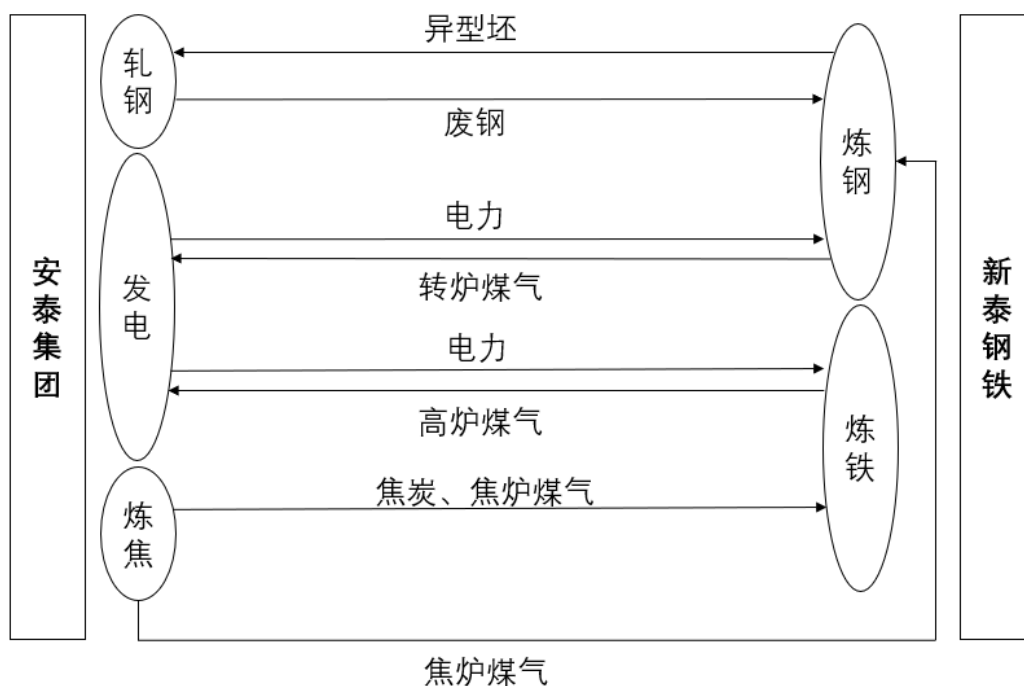 异型坯
轧钢
废钢
炼钢
电力
安泰集团
发电
转炉煤气
新泰钢铁
电力
高炉煤气
炼铁
焦炭、焦炉煤气
炼焦
焦炉煤气